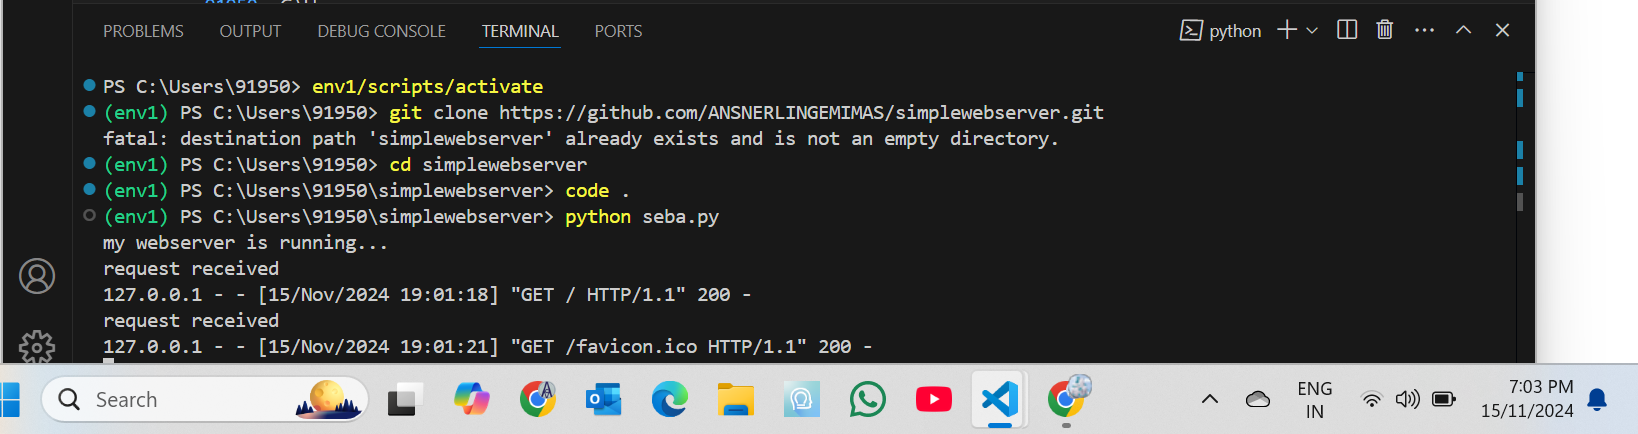 PROBLEMS OUTPUT DEBUG CONSOLE TERMINAL PORTS python
PS C:\Users\91950> env1/scripts/activate
(env1) PS C:\Users\91950> git clone https://github.com/ANSNERLINGEMIMAS/simplewebserver.git
fatal: destination path 'simplewebserver' already exists and is not an empty directory.
(env1) PS C:\Users\91950> cd simplewebserver
(env1) PS C:\Users\91950\simplewebserver> code .
(env1) PS C:\Users\91950\simplewebserver> python seba.py
my webserver is running...
request received
127.0.0.1 - - [15/Nov/2024 19:01:18] "GET / HTTP/1.1" 200 -
request received
127.0.0.1 - - [15/Nov/2024 19:01:21] "GET /favicon.ico HTTP/1.1" 200 -
Search
ENG
IN
7:03 PM
15/11/2024